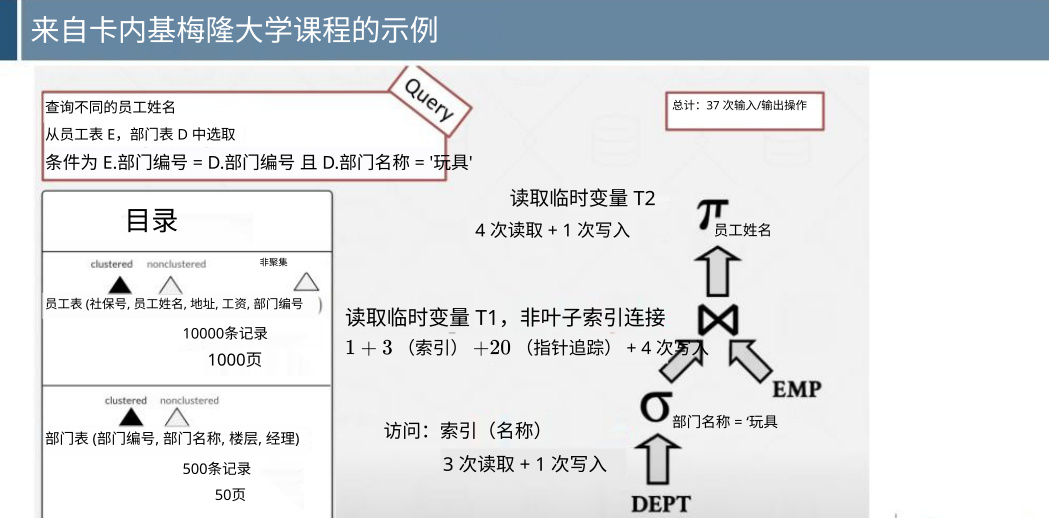 来自卡内基梅隆大学课程的示例
Query
查询不同的员工姓名
从员工表 E，部门表 D 中选取
条件为 E.部门编号 = D.部门编号 且 D.部门名称 = '玩具'
总计：37 次输入/输出操作
目录
clustered nonclustered 非聚集
员工表 (社保号, 员工姓名, 地址, 工资, 部门编号 )
10000条记录
1000页
clustered nonclustered
部门表 (部门编号, 部门名称, 楼层, 经理)
500条记录
50页
读取临时变量 T2
4 次读取 + 1 次写入
π 员工姓名
读取临时变量 T1，非叶子索引连接
1 + 3 （索引） +20 （指针追踪） + 4 次写入
⋈
EMP
σ 部门名称 = ‘玩具
访问：索引（名称）
3 次读取 + 1 次写入
DEPT